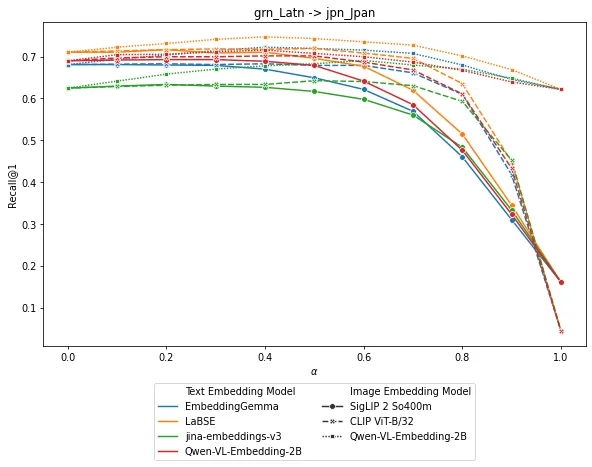 grn_Latn -> jpn_Jpan
Recall@1
0.7
0.6
0.5
0.4
0.3
0.2
0.1
0.0 0.2 0.4 0.6 0.8 1.0
α
Text Embedding Model
EmbeddingGemma
LaBSE
jina-embeddings-v3
Qwen-VL-Embedding-2B
Image Embedding Model
SigLIP 2 So400m
CLIP ViT-B/32
Qwen-VL-Embedding-2B